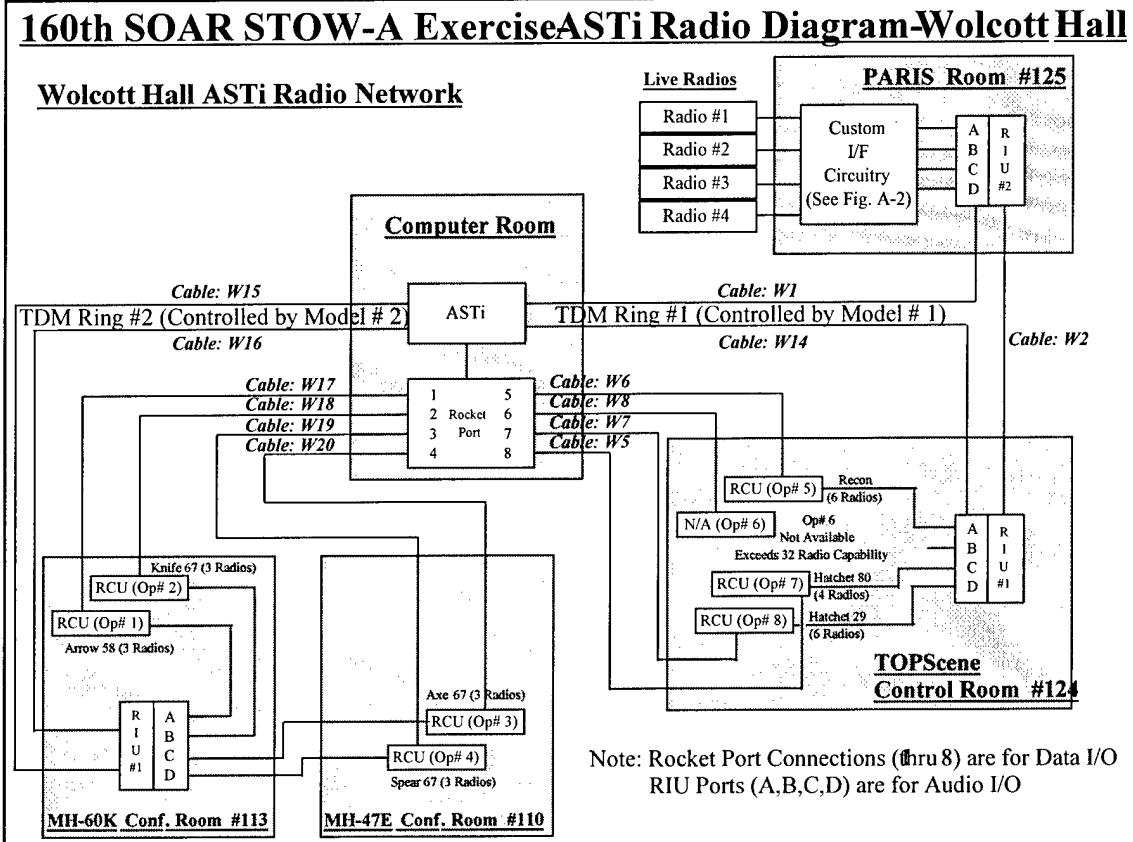 160th SOAR STOW-A ExerciseASTi Radio Diagram-Wolcott Hall
Wolcott Hall ASTi Radio Network
Live Radios
Radio #1
Radio #2
Radio #3
Radio #4
PARIS Room #125
Custom
I/F
Circuitry
(See Fig. A-2)
A
B
C
D
R
I
U
#2
Computer Room
ASTi
Cable: W15
TDM Ring #2 (Controlled by Model # 2)
Cable: W16
Cable: W1
TDM Ring #1 (Controlled by Model # 1)
Cable: W14
Cable: W2
Cable: W17
Cable: W18
Cable: W19
Cable: W20
1 5
2 Rocket 6
3 Port 7
4 8
Cable: W6
Cable: W8
Cable: W7
Cable: W5
RCU (Op# 5)
Recon
(6 Radios)
N/A (Op# 6)
Op# 6
Not Available
Exceeds 32 Radio Capability
RCU (Op# 7)
Hatchet 80
(4 Radios)
RCU (Op# 8)
Hatchet 29
(6 Radios)
A
B
C
D
R
I
U
#1
TOPScene
Control Room #124
Knife 67 (3 Radios)
RCU (Op# 2)
RCU (Op# 1)
Arrow 58 (3 Radios)
R
I
U
#1
A
B
C
D
MH-60K Conf. Room #113
Axe 67 (3 Radios)
RCU (Op# 3)
RCU (Op# 4)
Spear 67 (3 Radios)
MH-47E Conf. Room #110
Note: Rocket Port Connections (thru 8) are for Data I/O
RIU Ports (A,B,C,D) are for Audio I/O